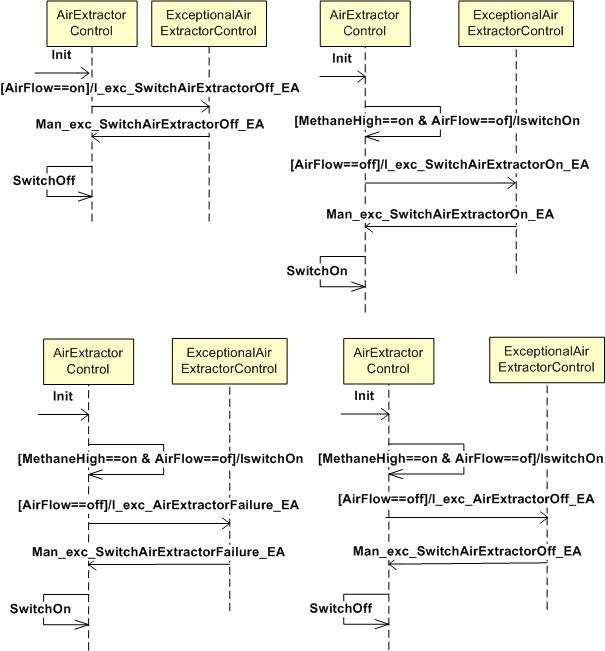 AirExtractor
Control
ExceptionalAir
ExtractorControl
Init
[AirFlow==on]/I_exc_SwitchAirExtractorOff_EA
Man_exc_SwitchAirExtractorOff_EA
SwitchOff
AirExtractor
Control
ExceptionalAir
ExtractorControl
Init
[MethaneHigh==on & AirFlow==of]/IswitchOn
[AirFlow==off]/I_exc_SwitchAirExtractorOn_EA
Man_exc_SwitchAirExtractorOn_EA
SwitchOn
AirExtractor
Control
ExceptionalAir
ExtractorControl
Init
[MethaneHigh==on & AirFlow==of]/IswitchOn
[AirFlow==off]/I_exc_AirExtractorFailure_EA
Man_exc_SwitchAirExtractorFailure_EA
SwitchOn
AirExtractor
Control
ExceptionalAir
ExtractorControl
Init
[MethaneHigh==on & AirFlow==of]/IswitchOn
[AirFlow==off]/I_exc_AirExtractorOff_EA
Man_exc_SwitchAirExtractorOff_EA
SwitchOff